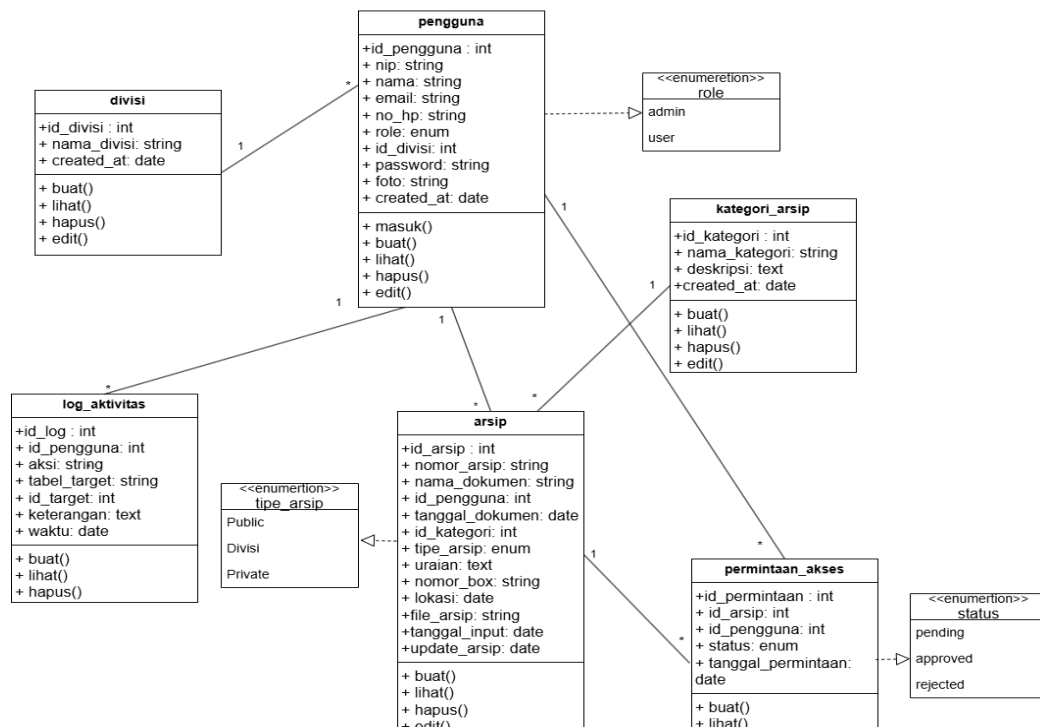 pengguna
+id_pengguna : int
+ nip: string
+ nama: string
+ email: string
+ no_hp: string
+ role: enum
+ id_divisi: int
+ password: string
+ foto: string
+ created_at: date
+ masuk()
+ buat()
+ lihat()
+ hapus()
+ edit()
<<enumeretion>>
role
admin
user
divisi
+id_divisi : int
+ nama_divisi: string
+ created_at: date
+ buat()
+ lihat()
+ hapus()
+ edit()
1
*
kategori_arsip
+id_kategori : int
+ nama_kategori: string
+ deskripsi: text
+created_at: date
+ buat()
+ lihat()
+ hapus()
+ edit()
1
*
1
*
1
*
1
*
log_aktivitas
+id_log : int
+ id_pengguna: int
+ aksi: string
+ tabel_target: string
+ id_target: int
+ keterangan: text
+ waktu: date
+ buat()
+ lihat()
+ hapus()
<<enumertion>>
tipe_arsip
Public
Divisi
Private
arsip
+id_arsip : int
+ nomor_arsip: string
+ nama_dokumen: string
+ id_pengguna: int
+ tanggal_dokumen: date
+ id_kategori: int
+ tipe_arsip: enum
+ uraian: text
+ nomor_box: string
+ lokasi: date
+file_arsip: string
+tanggal_input: date
+update_arsip: date
+ buat()
+ lihat()
+ hapus()
+ edit()
1
*
permintaan_akses
+id_permintaan : int
+ id_arsip: int
+ id_pengguna: int
+ status: enum
+ tanggal_permintaan:
date
+ buat()
+ lihat()
<<enumertion>>
status
pending
approved
rejected